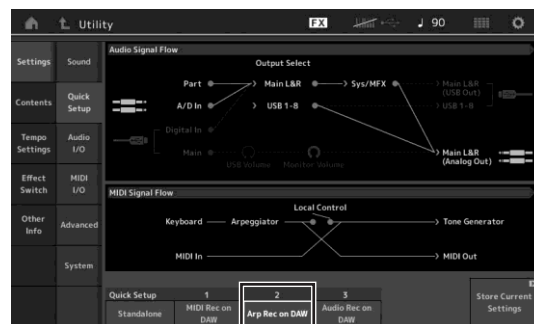 Utility
FX
90
Settings
Sound
Contents
Quick
Setup
Tempo
Settings
Audio
I/O
Effect
Switch
MIDI
I/O
Other
Info
Advanced
System
Audio Signal Flow
Output Select
Part
Main L&R
Sys/MFX
Main L&R
(USB Out)
A/D In
USB 1-8
USB 1-8
Digital In
Main
USB Volume
Monitor Volume
Main L&R
(Analog Out)
MIDI Signal Flow
Local Control
Keyboard
Arpeggiator
Tone Generator
MIDI In
MIDI Out
Quick Setup
1
2
3
Standalone
MIDI Rec on
DAW
Arp Rec on DAW
Audio Rec on
DAW
Store Current
Settings